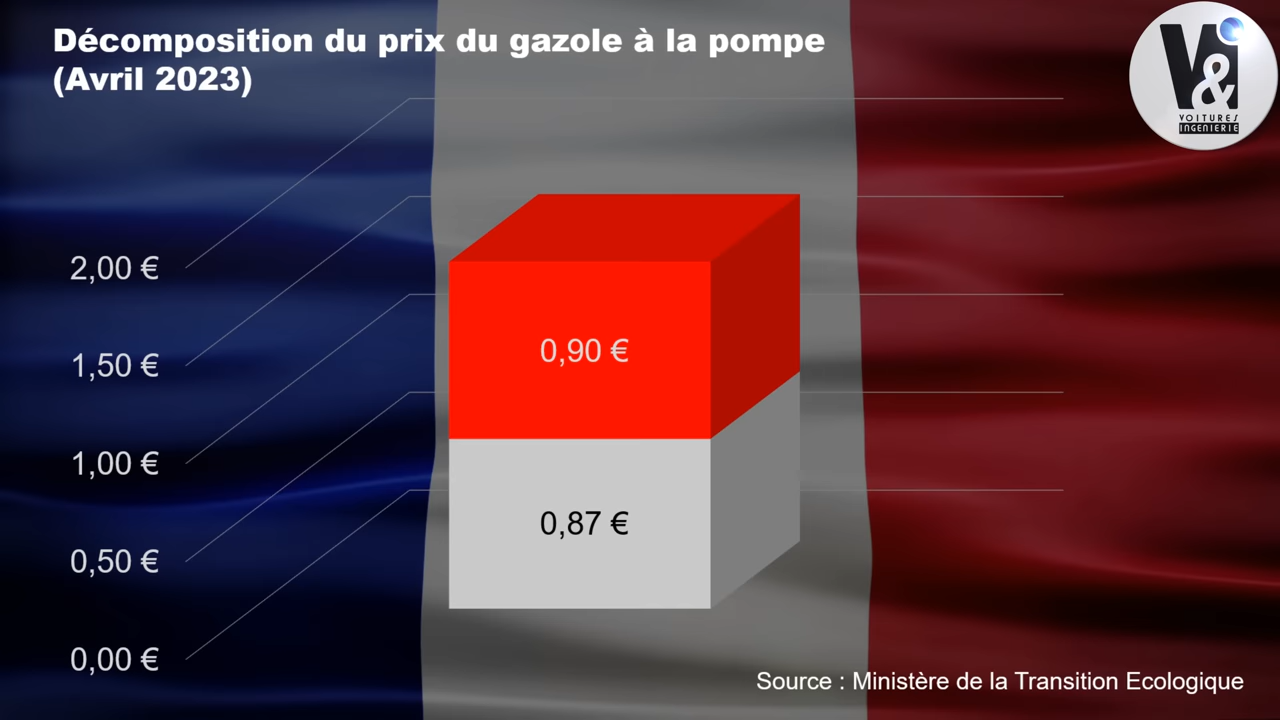 Décomposition du prix du gazole à la pompe
(Avril 2023)
V&i
VOITURES
INGENIERIE
2,00 €
1,50 €
1,00 €
0,50 €
0,00 €
0,90 €
0,87 €
Source : Ministère de la Transition Ecologique